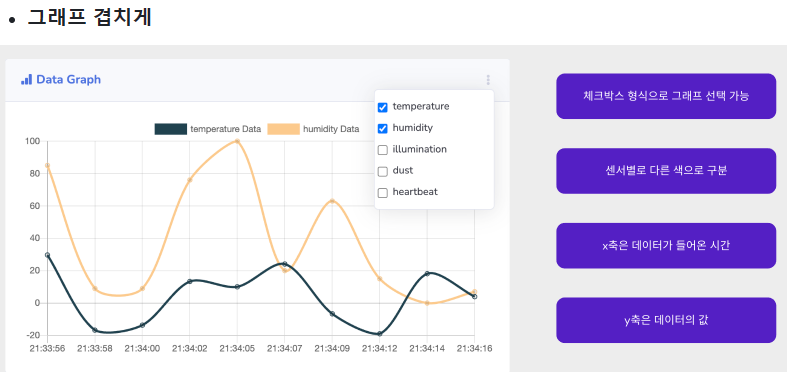 그래프 겹치게
Data Graph
temperature
humidity
illumination
dust
heartbeat
temperature Data
humidity Data
100
80
60
40
20
0
-20
21:33:56 21:33:58 21:34:00 21:34:02 21:34:05 21:34:07 21:34:09 21:34:12 21:34:14 21:34:16
체크박스 형식으로 그래프 선택 가능
센서별로 다른 색으로 구분
x축은 데이터가 들어온 시간
y축은 데이터의 값